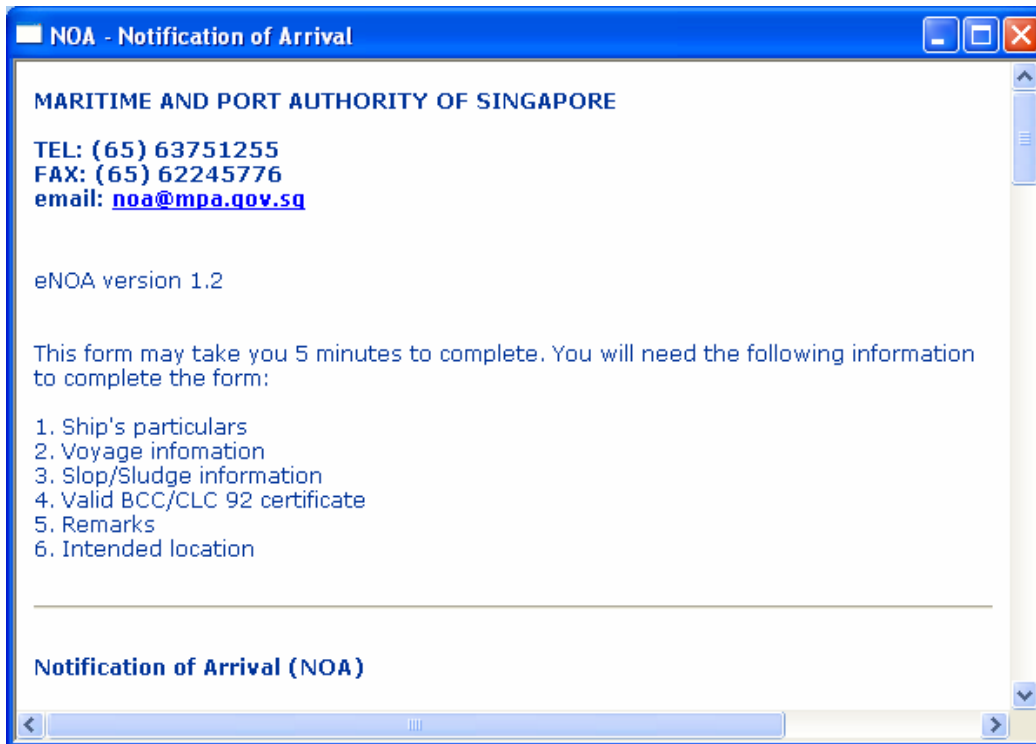 NOA - Notification of Arrival
MARITIME AND PORT AUTHORITY OF SINGAPORE
TEL: (65) 63751255
FAX: (65) 62245776
email: noa@mpa.gov.sg
eNOA version 1.2
This form may take you 5 minutes to complete. You will need the following information
to complete the form:
1. Ship's particulars
2. Voyage infomation
3. Slop/Sludge information
4. Valid BCC/CLC 92 certificate
5. Remarks
6. Intended location
Notification of Arrival (NOA)